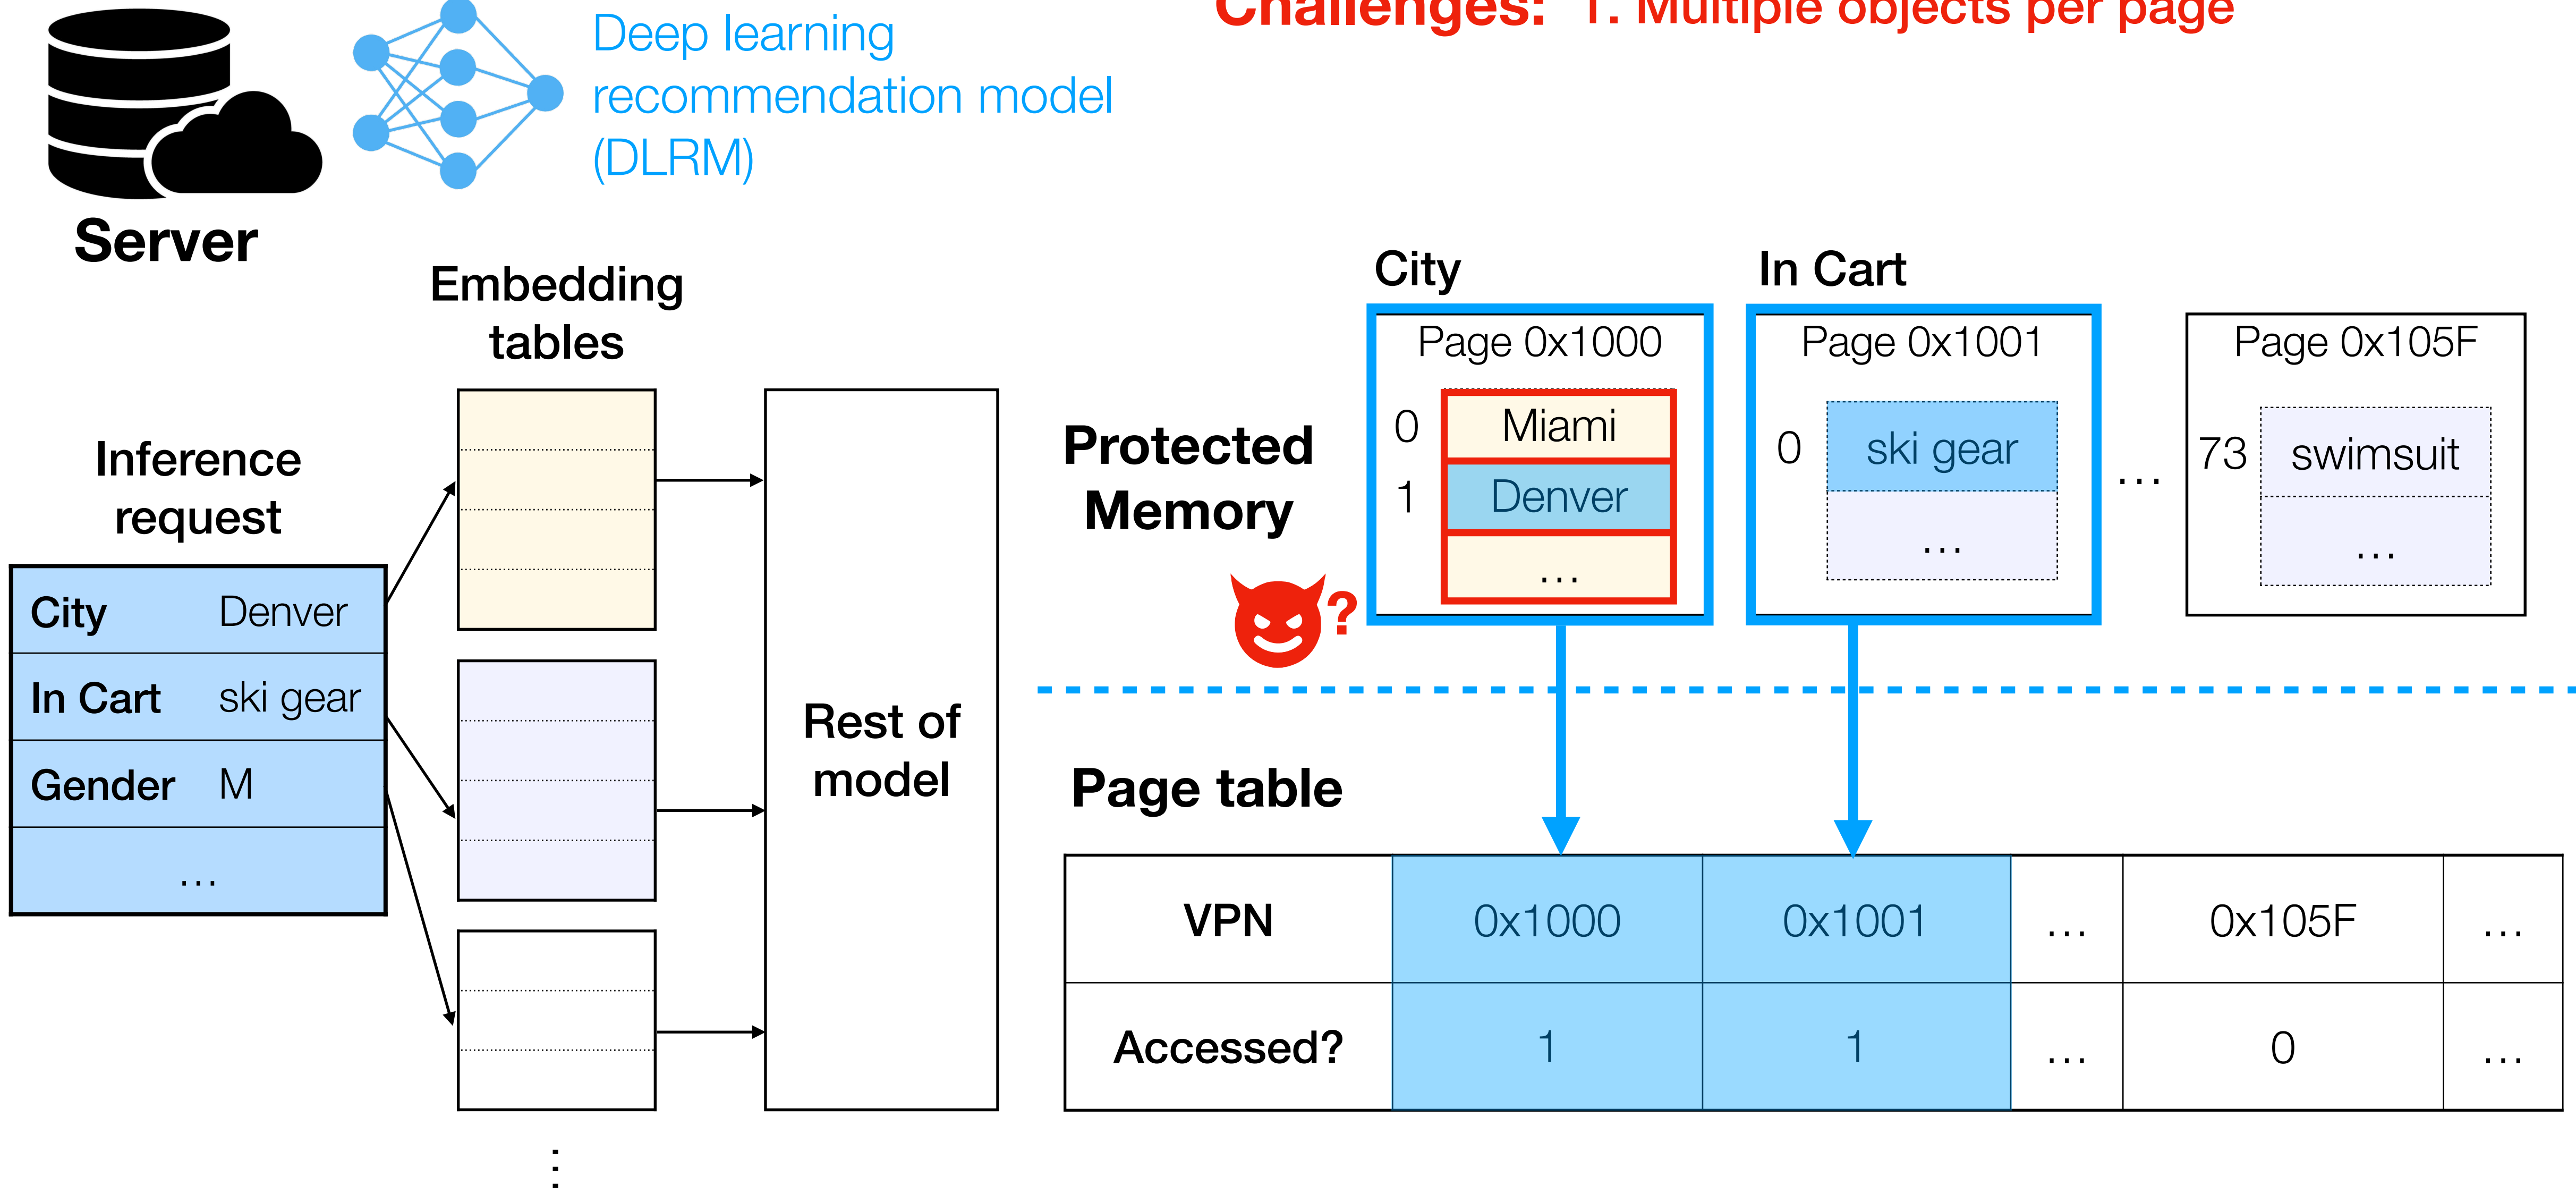 Challenges: 1. Multiple objects per page
Deep learning
recommendation model
(DLRM)
Server
Embedding
tables
Inference
request
City Denver
In Cart ski gear
Gender M
...
Rest of
model
⋮
City
In Cart
Page 0x1000
Page 0x1001
Page 0x105F
Protected
Memory
0 Miami
1 Denver
...
0 ski gear
...
...
73 swimsuit
...
?
Page table
VPN 0x1000 0x1001 ... 0x105F ...
Accessed? 1 1 ... 0 ...